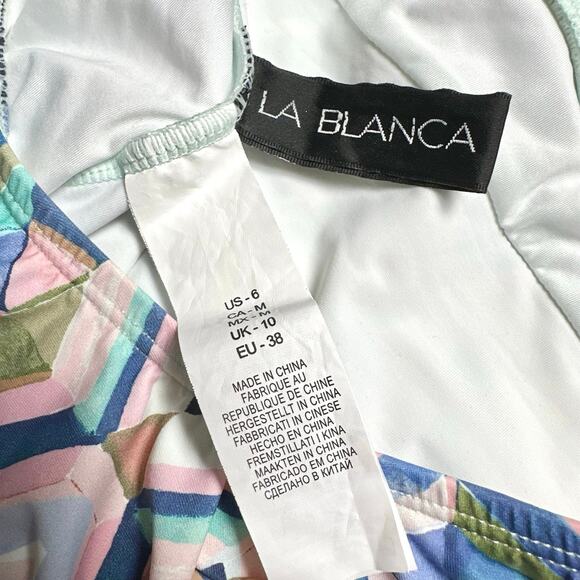 LA BLANCA
US - 6
CA - M
MX - M
UK - 10
EU - 38
MADE IN CHINA
FABRIQUE AU
REPUBLIQUE DE CHINE
HERGESTELLT IN CHINA
FABBRICATI IN CINESE
HECHO EN CHINA
FREMSTILLATI I KINA
MAAKTEN IN CHINA
FABRICADO EM CHINA
СДЕЛАНО В КИТАЙ